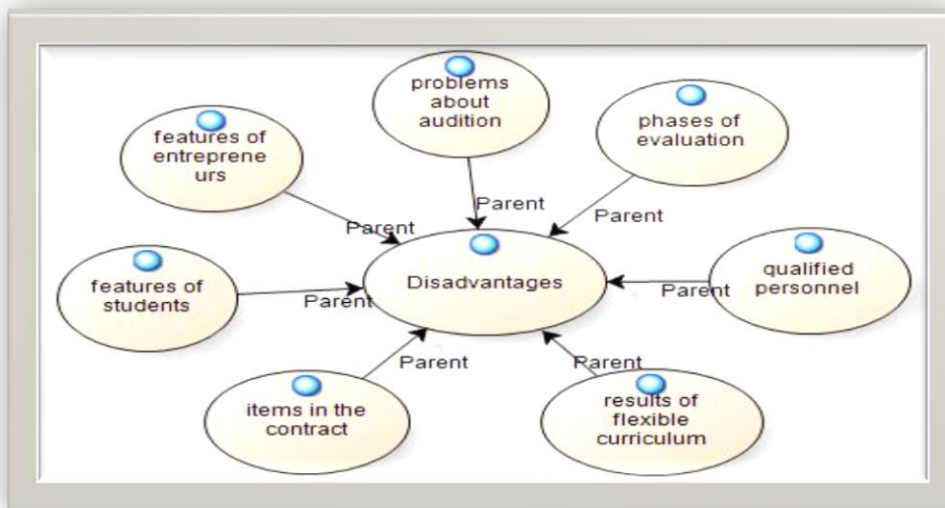 problems
about
audition
phases of
evaluation
features of
entreprene
urs
Parent
Parent
Parent
features of
students
Parent
Disadvantages
Parent
qualified
personnel
Parent
Parent
items in the
contract
results of
flexible
curriculum